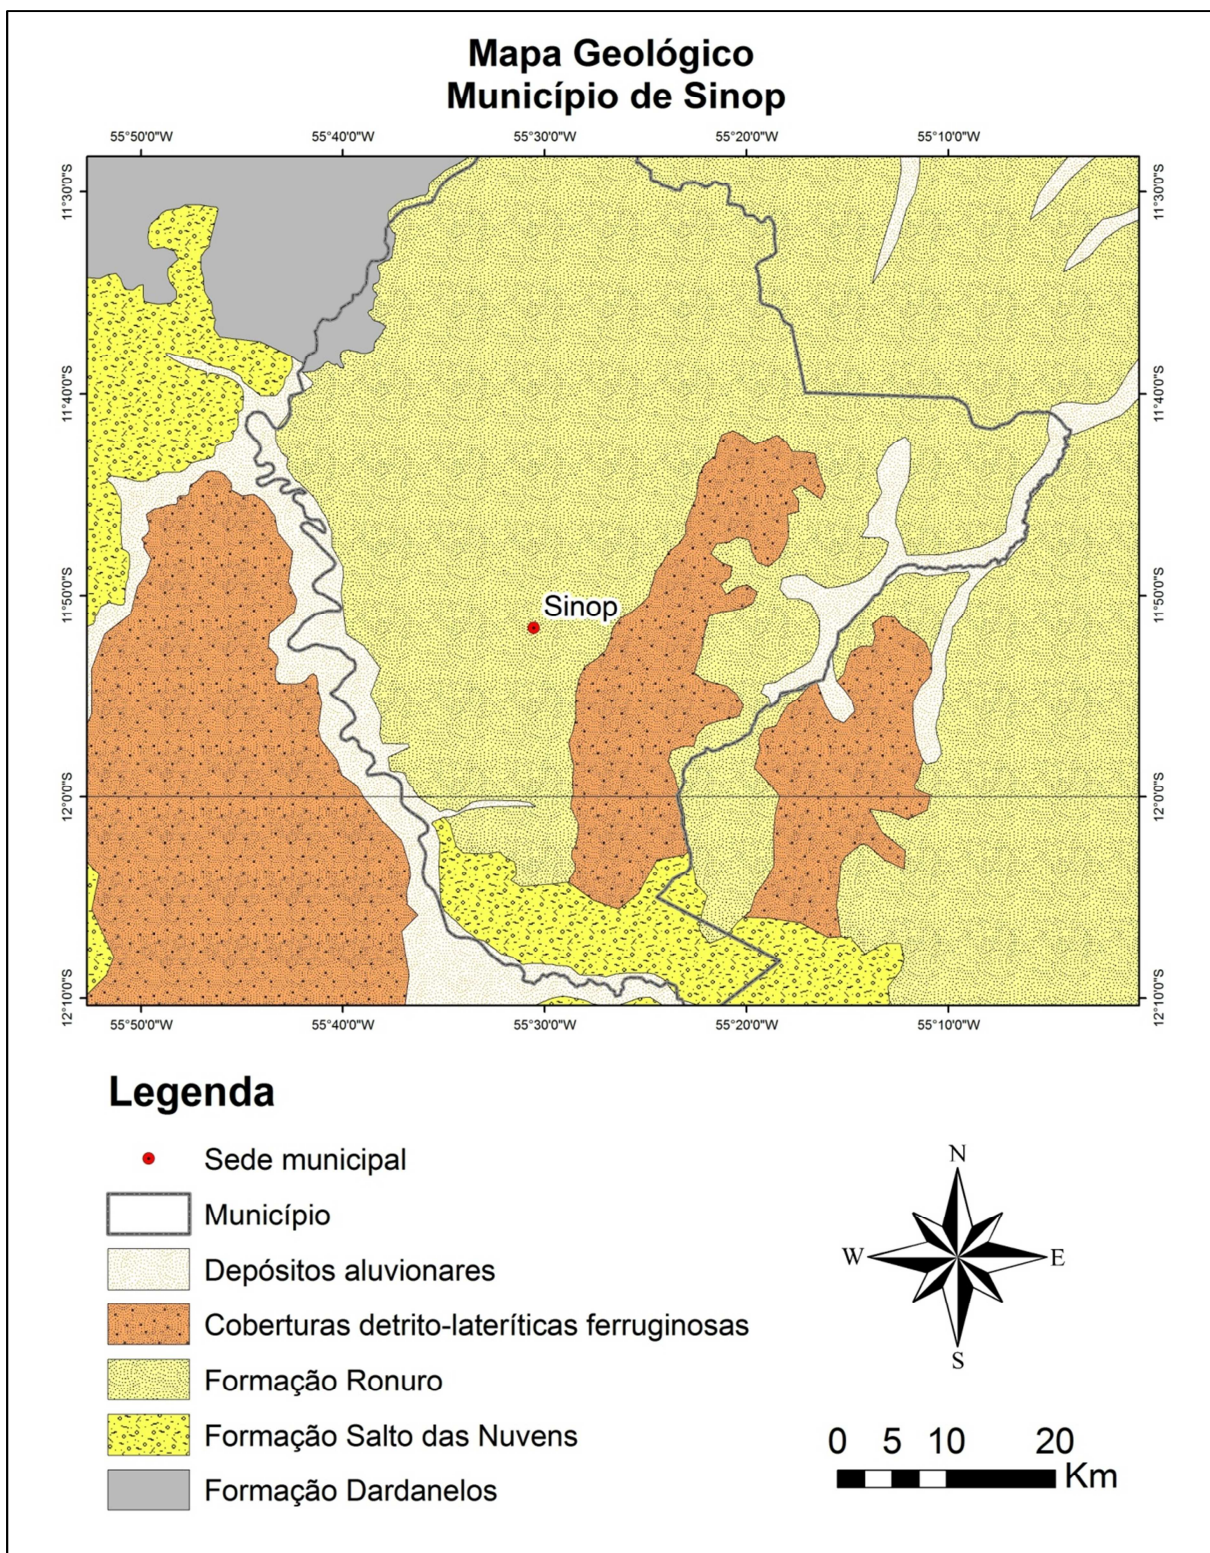 Mapa Geológico
Município de Sinop
55°50'0"W 55°40'0"W 55°30'0"W 55°20'0"W 55°10'0"W
11°30'0"S 11°30'0"S
11°40'0"S 11°40'0"S
11°50'0"S 11°50'0"S
Sinop
12°0'0"S 12°0'0"S
12°10'0"S 12°10'0"S
55°50'0"W 55°40'0"W 55°30'0"W 55°20'0"W 55°10'0"W
Legenda
Sede municipal
Município
Depósitos aluvionares
Coberturas detrito-lateríticas ferruginosas
Formação Ronuro
Formação Salto das Nuvens
Formação Dardanelos
N
W E
S
0 5 10 20
Km